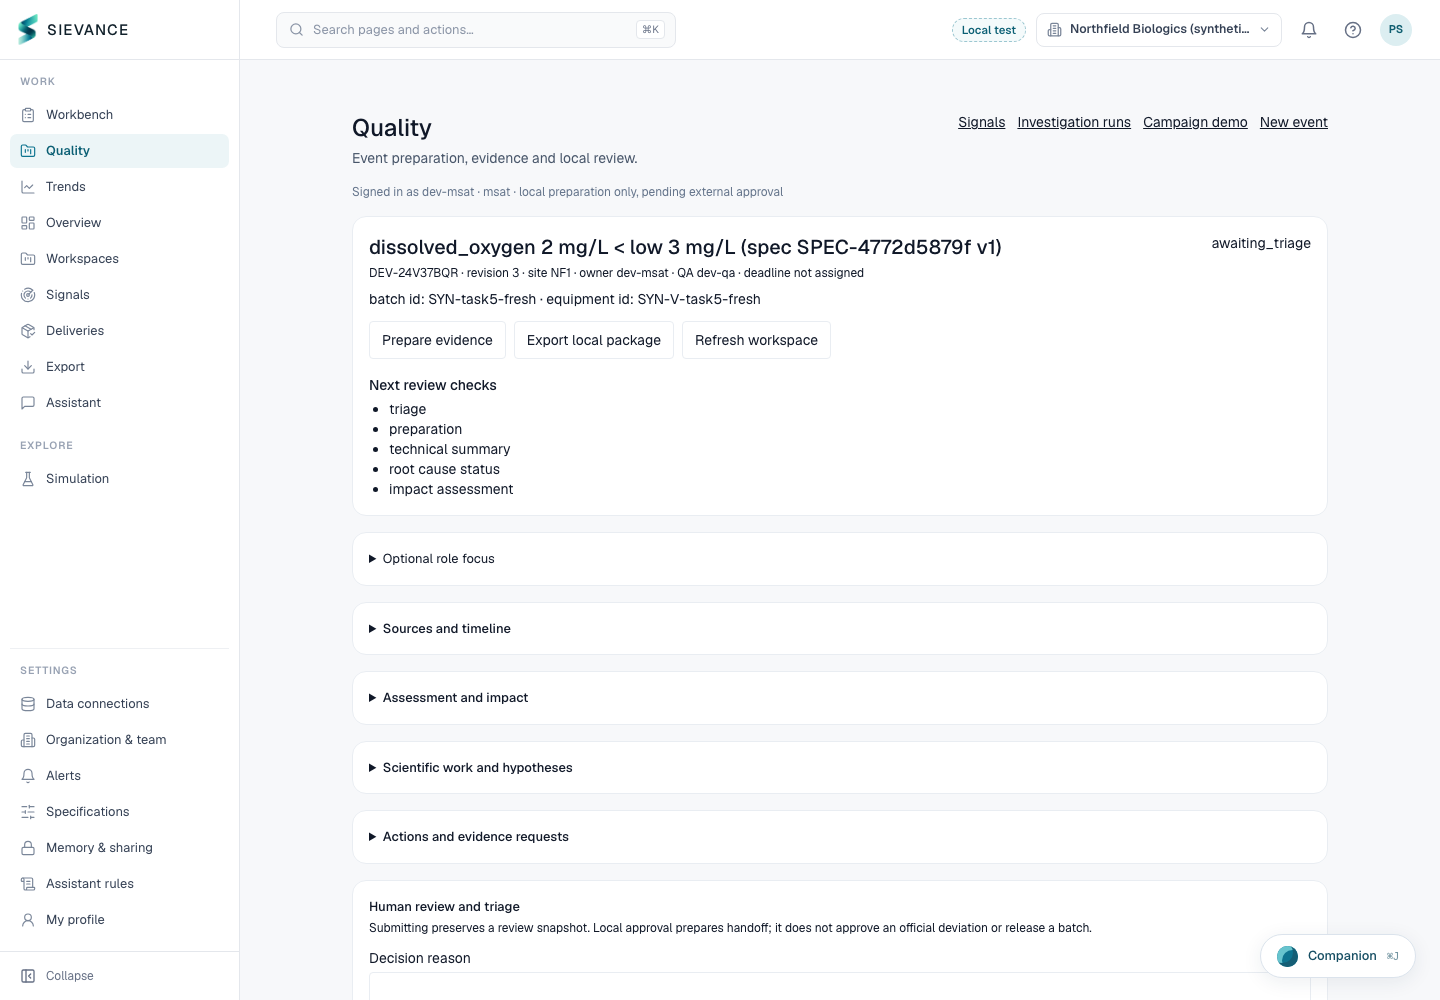 SIEVANCE
Search pages and actions...
⌘K
Local test
Northfield Biologics (syntheti...
PS
WORK
Workbench
Quality
Trends
Overview
Workspaces
Signals
Deliveries
Export
Assistant
EXPLORE
Simulation
SETTINGS
Data connections
Organization & team
Alerts
Specifications
Memory & sharing
Assistant rules
My profile
Collapse
Quality
Signals Investigation runs Campaign demo New event
Event preparation, evidence and local review.
Signed in as dev-msat · msat · local preparation only, pending external approval
dissolved_oxygen 2 mg/L < low 3 mg/L (spec SPEC-4772d5879f v1)
awaiting_triage
DEV-24V37BQR · revision 3 · site NF1 · owner dev-msat · QA dev-qa · deadline not assigned
batch id: SYN-task5-fresh · equipment id: SYN-V-task5-fresh
Prepare evidence Export local package Refresh workspace
Next review checks
• triage
• preparation
• technical summary
• root cause status
• impact assessment
Optional role focus
Sources and timeline
Assessment and impact
Scientific work and hypotheses
Actions and evidence requests
Human review and triage
Submitting preserves a review snapshot. Local approval prepares handoff; it does not approve an official deviation or release a batch.
Decision reason
Companion ⌘J